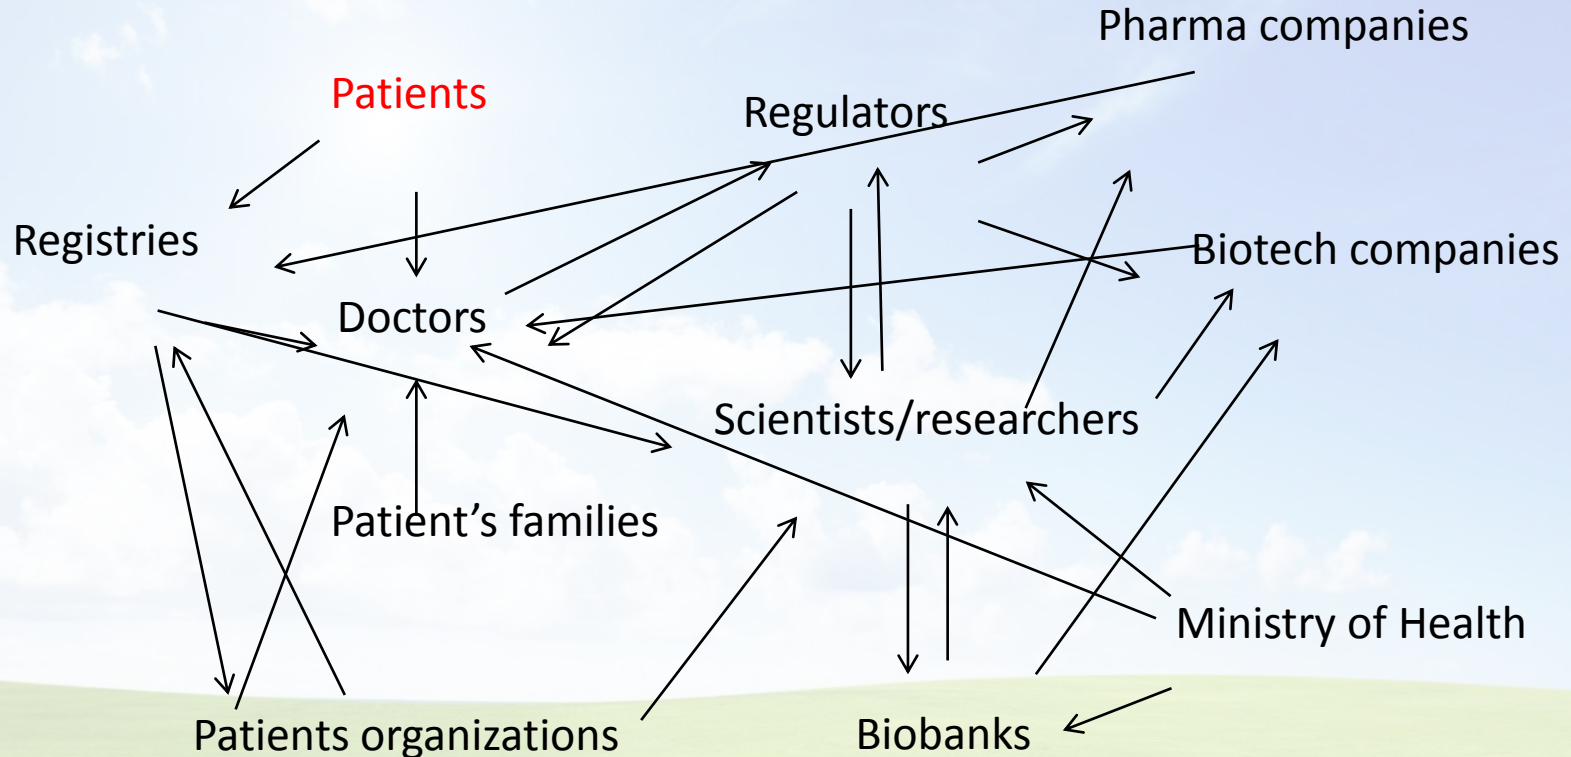 Pharma companies
Patients
Regulators
Registries
Biotech companies
Doctors
Scientists/researchers
Patient’s families
Ministry of Health
Patients organizations
Biobanks